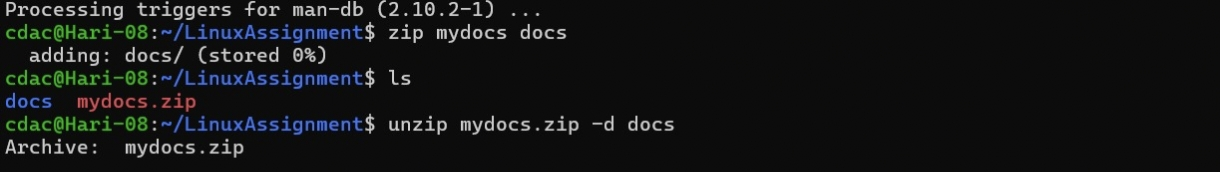 Processing triggers for man-db (2.10.2-1) ...
cdac@Hari-08:~/LinuxAssignment$ zip mydocs docs
  adding: docs/ (stored 0%)
cdac@Hari-08:~/LinuxAssignment$ ls
docs  mydocs.zip
cdac@Hari-08:~/LinuxAssignment$ unzip mydocs.zip -d docs
Archive:  mydocs.zip